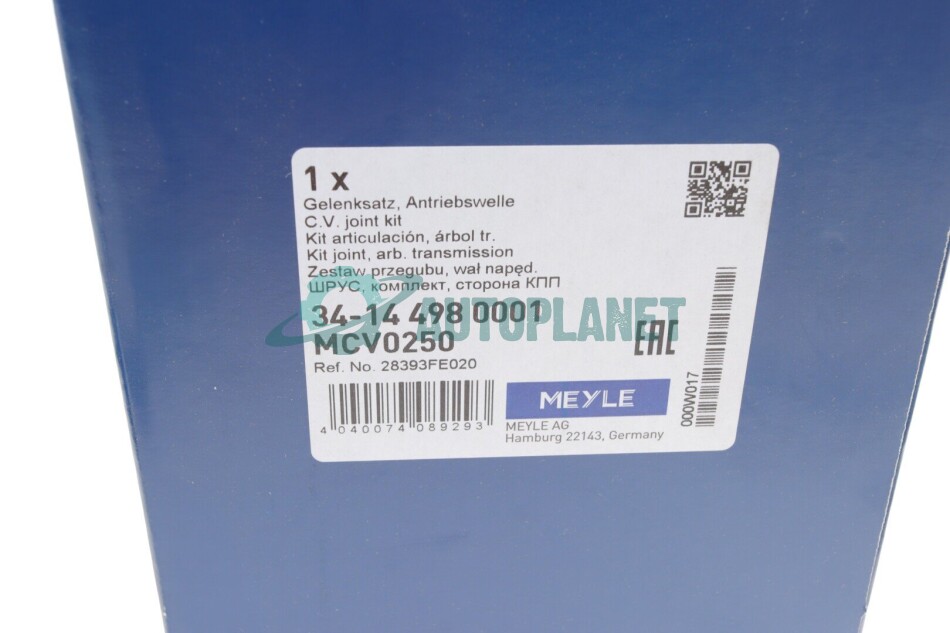 1 x
Gelenksatz, Antriebswelle
C.V. joint kit
Kit articulación, árbol tr.
Kit joint, arb. transmission
Zestaw przegubu, wał napęd.
ШРУС, комплект, сторона КПП
34-14 498 0001
MCV0250
Ref. No. 28393FE020
4 040074 089293
MEYLE
MEYLE AG
Hamburg 22143, Germany
EAC
000W017
AUTOPLANET